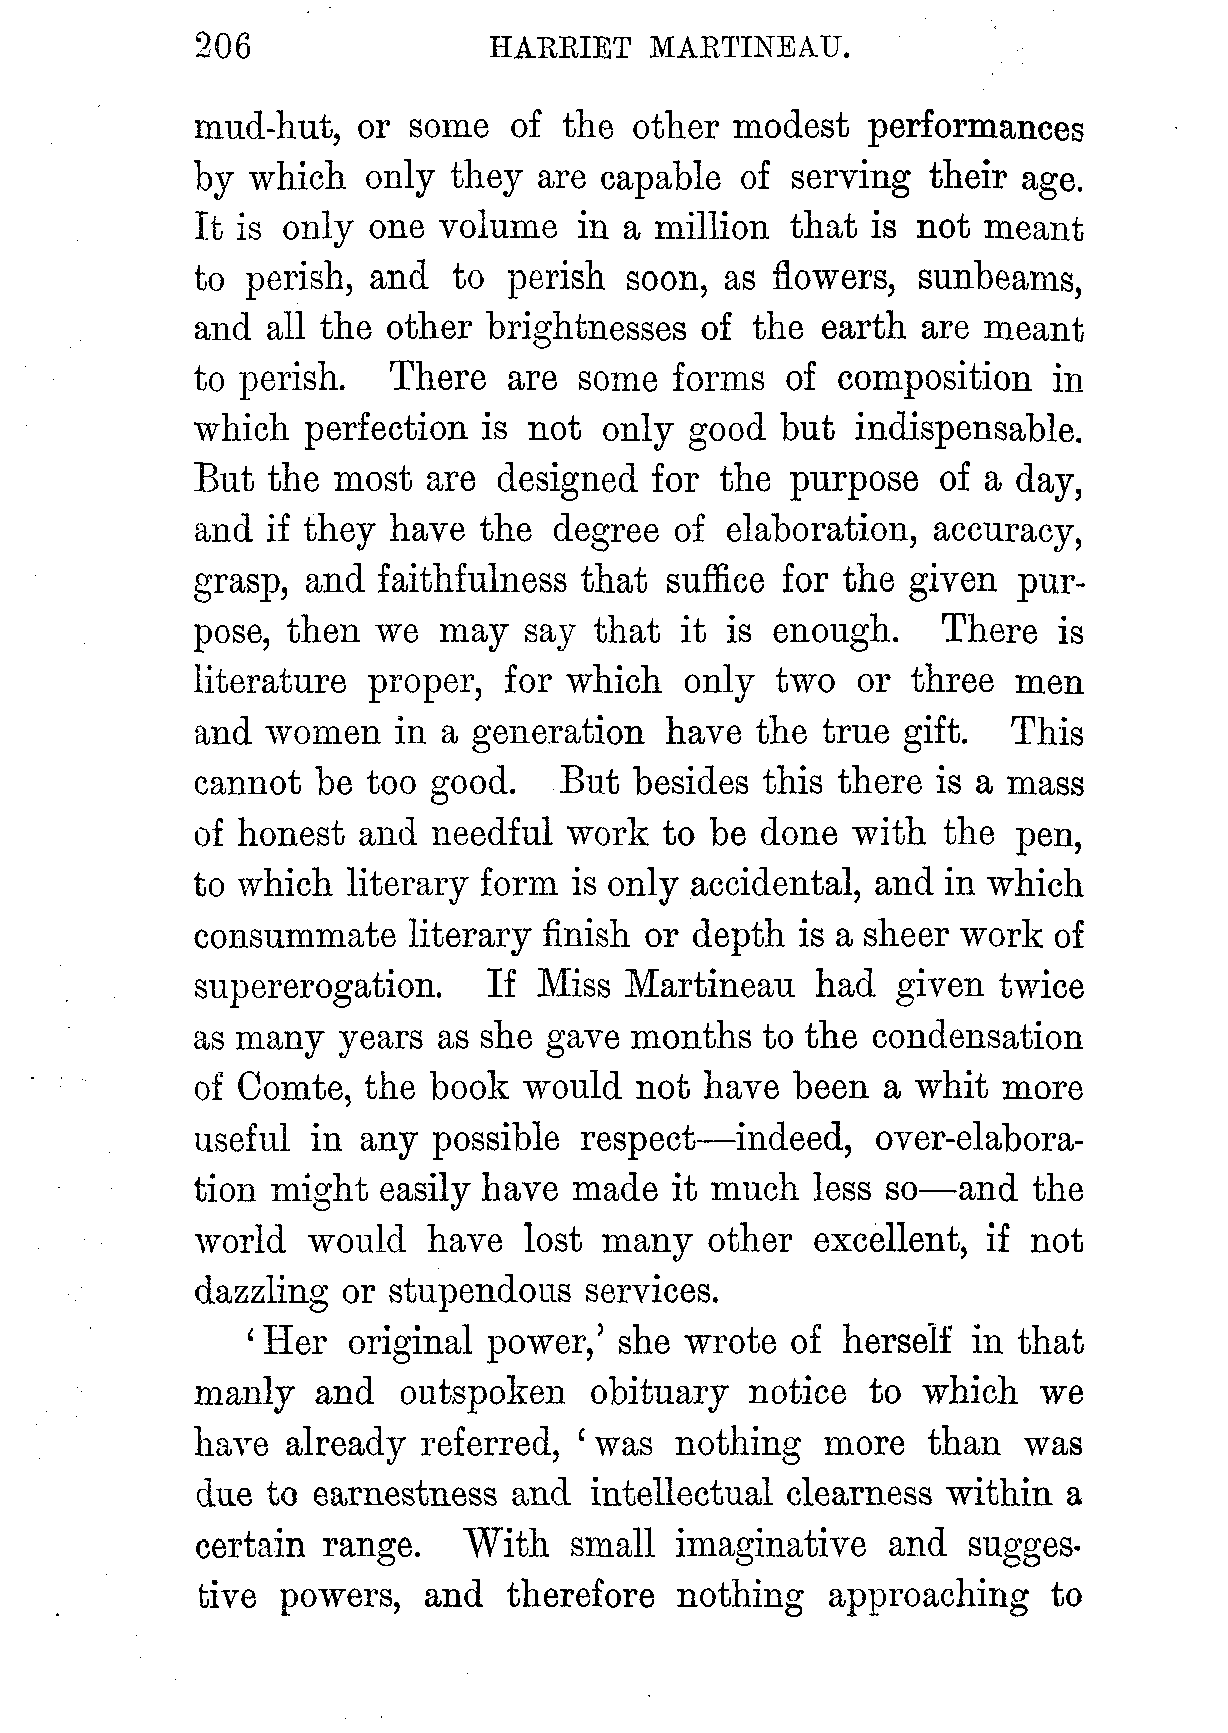 206 HARRIET MARTINEAU.
mud-hut, or some of the other modest performances
by which only they are capable of serving their age.
It is only one volume in a million that is not meant
to perish, and to perish soon, as flowers, sunbeams,
and all the other brightnesses of the earth are meant
to perish. There are some forms of composition in
which perfection is not only good but indispensable.
But the most are designed for the purpose of a day,
and if they have the degree of elaboration, accuracy,
grasp, and faithfulness that suffice for the given pur-
pose, then we may say that it is enough. There is
literature proper, for which only two or three men
and women in a generation have the true gift. This
cannot be too good. But besides this there is a mass
of honest and needful work to be done with the pen,
to which literary form is only accidental, and in which
consummate literary finish or depth is a sheer work of
supererogation. If Miss Martineau had given twice
as many years as she gave months to the condensation
of Comte, the book would not have been a whit more
useful in any possible respect—indeed, over-elabora-
tion might easily have made it much less so—and the
world would have lost many other excellent, if not
dazzling or stupendous services.
‘Her original power,’ she wrote of herself in that
manly and outspoken obituary notice to which we
have already referred, ‘was nothing more than was
due to earnestness and intellectual clearness within a
certain range. With small imaginative and sugges-
tive powers, and therefore nothing approaching to